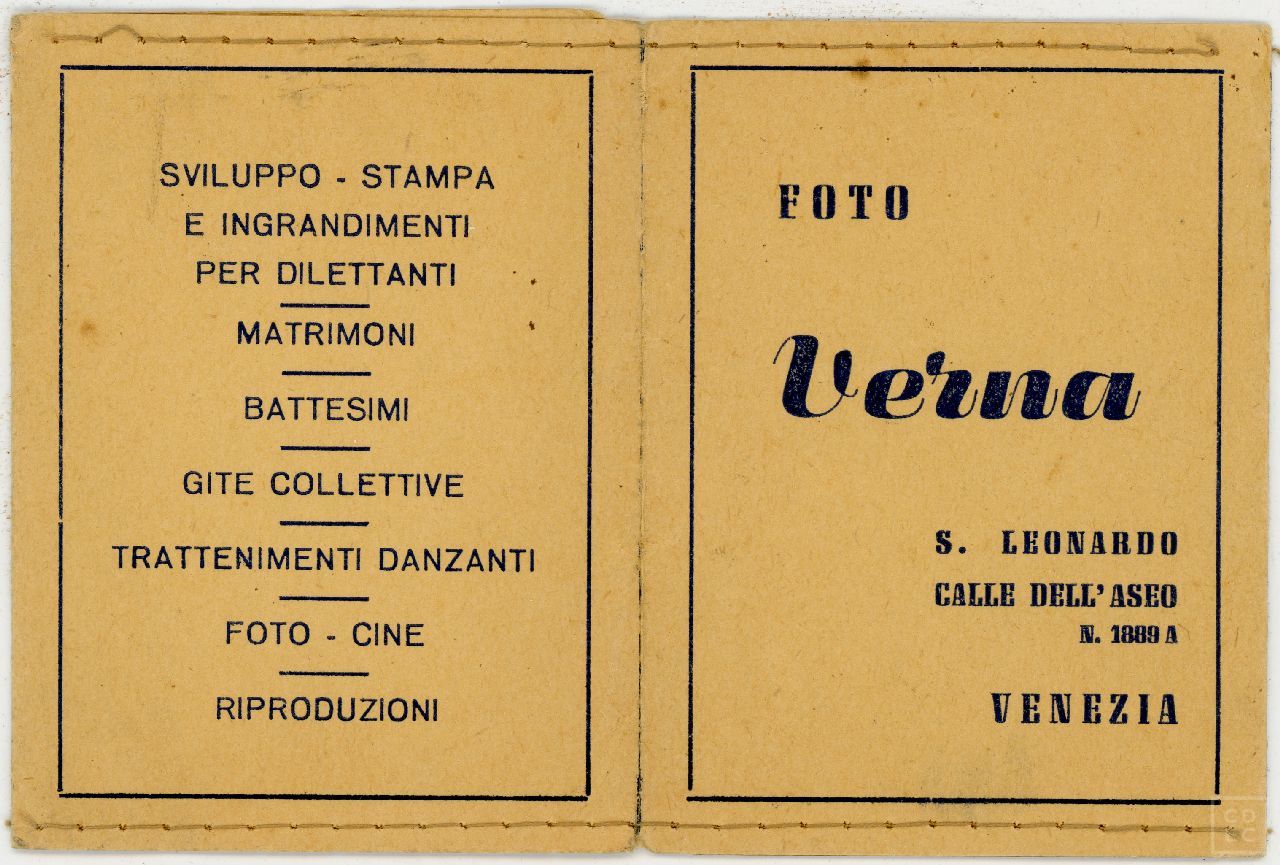 SVILUPPO - STAMPA
E INGRANDIMENTI
PER DILETTANTI
MATRIMONI
BATTESIMI
GITE COLLETTIVE
TRATTENIMENTI DANZANTI
FOTO - CINE
RIPRODUZIONI
FOTO
Verna
S. LEONARDO
CALLE DELL'ASEO
N. 1889 A
VENEZIA